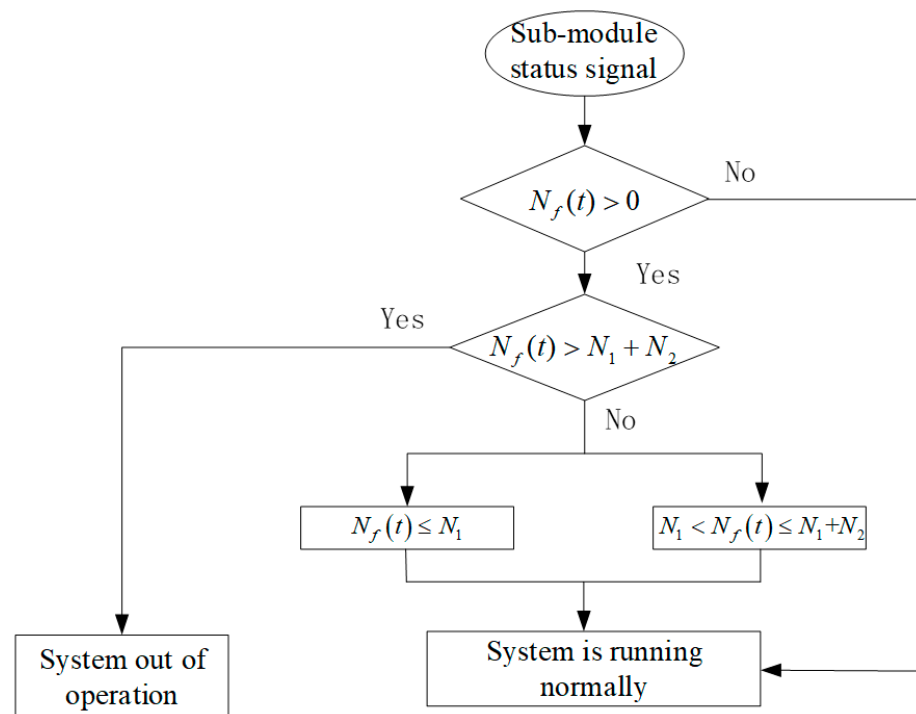 Sub-module
status signal
No
N_f(t) > 0
Yes
Yes
N_f(t) > N_1 + N_2
No
N_f(t) ≤ N_1
N_1 < N_f(t) ≤ N_1+N_2
System out of
operation
System is running
normally